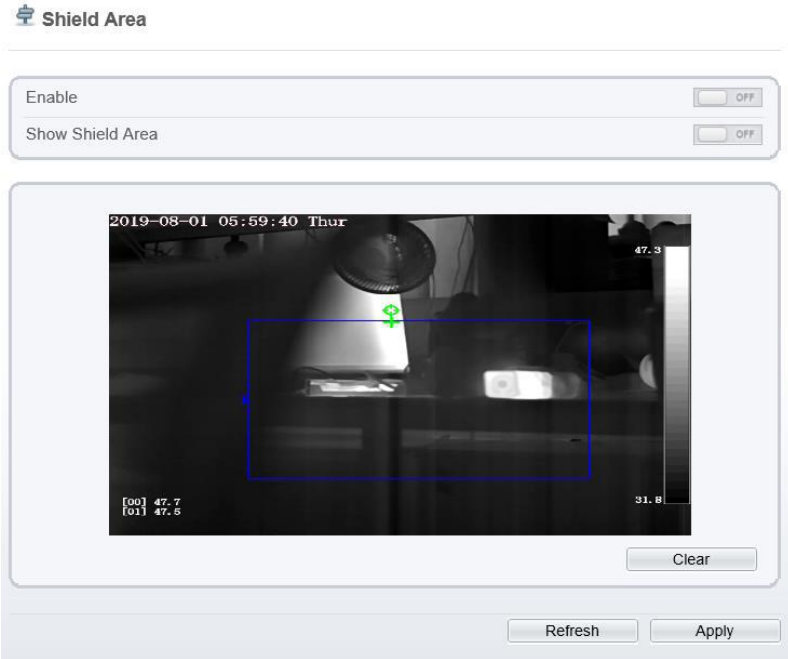 Shield Area
Enable
OFF
Show Shield Area
OFF
2019-08-01 05:59:40 Thur
47.3
[00] 47.7
[01] 47.5
31.8
Clear
Refresh
Apply